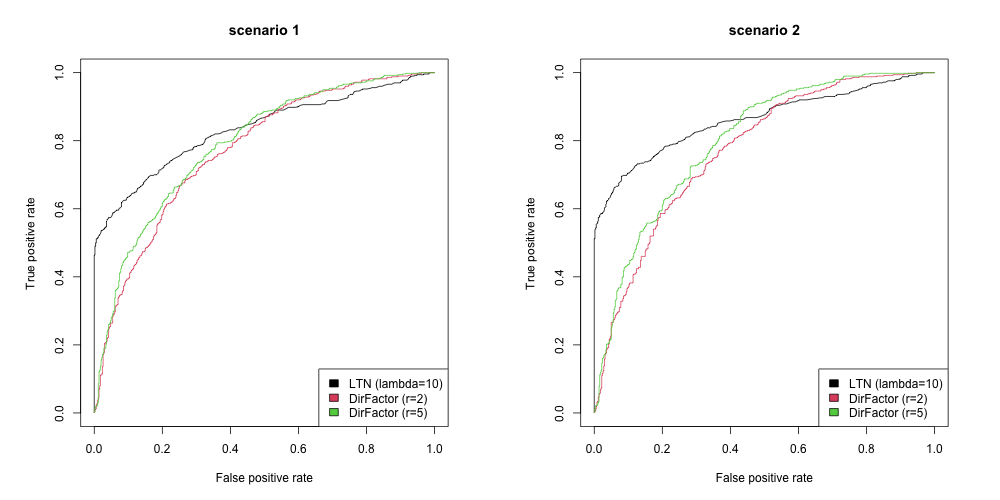 scenario 1
True positive rate
1.0
0.8
0.6
0.4
0.2
0.0
LTN (lambda=10)
DirFactor (r=2)
DirFactor (r=5)
0.0 0.2 0.4 0.6 0.8 1.0
False positive rate
scenario 2
True positive rate
1.0
0.8
0.6
0.4
0.2
0.0
LTN (lambda=10)
DirFactor (r=2)
DirFactor (r=5)
0.0 0.2 0.4 0.6 0.8 1.0
False positive rate